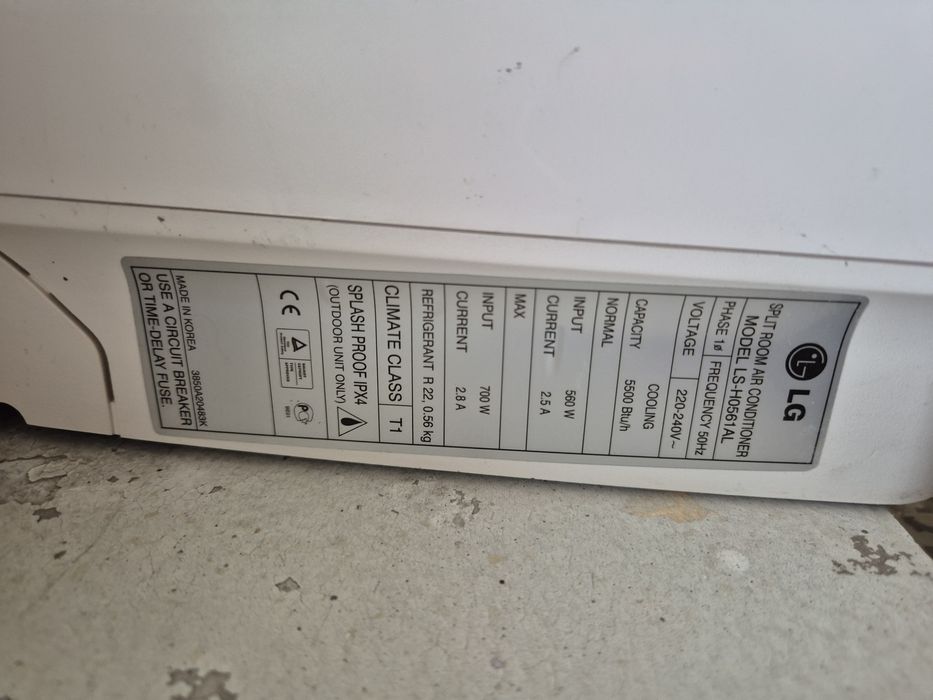 LG
SPLIT ROOM AIR CONDITIONER
MODEL LS-H0561AL
PHASE 1ø FREQUENCY 50Hz
VOLTAGE 220-240V~
COOLING
CAPACITY 5500 Btu/h
NORMAL
INPUT 560 W
CURRENT 2.5 A
MAX
INPUT 700 W
CURRENT 2.8 A
REFRIGERANT R 22, 0.56 kg
CLIMATE CLASS T1
SPLASH PROOF IPX4
(OUTDOOR UNIT ONLY)
CE
MADE IN KOREA 3850A20483K
USE A CIRCUIT BREAKER
OR TIME-DELAY FUSE.